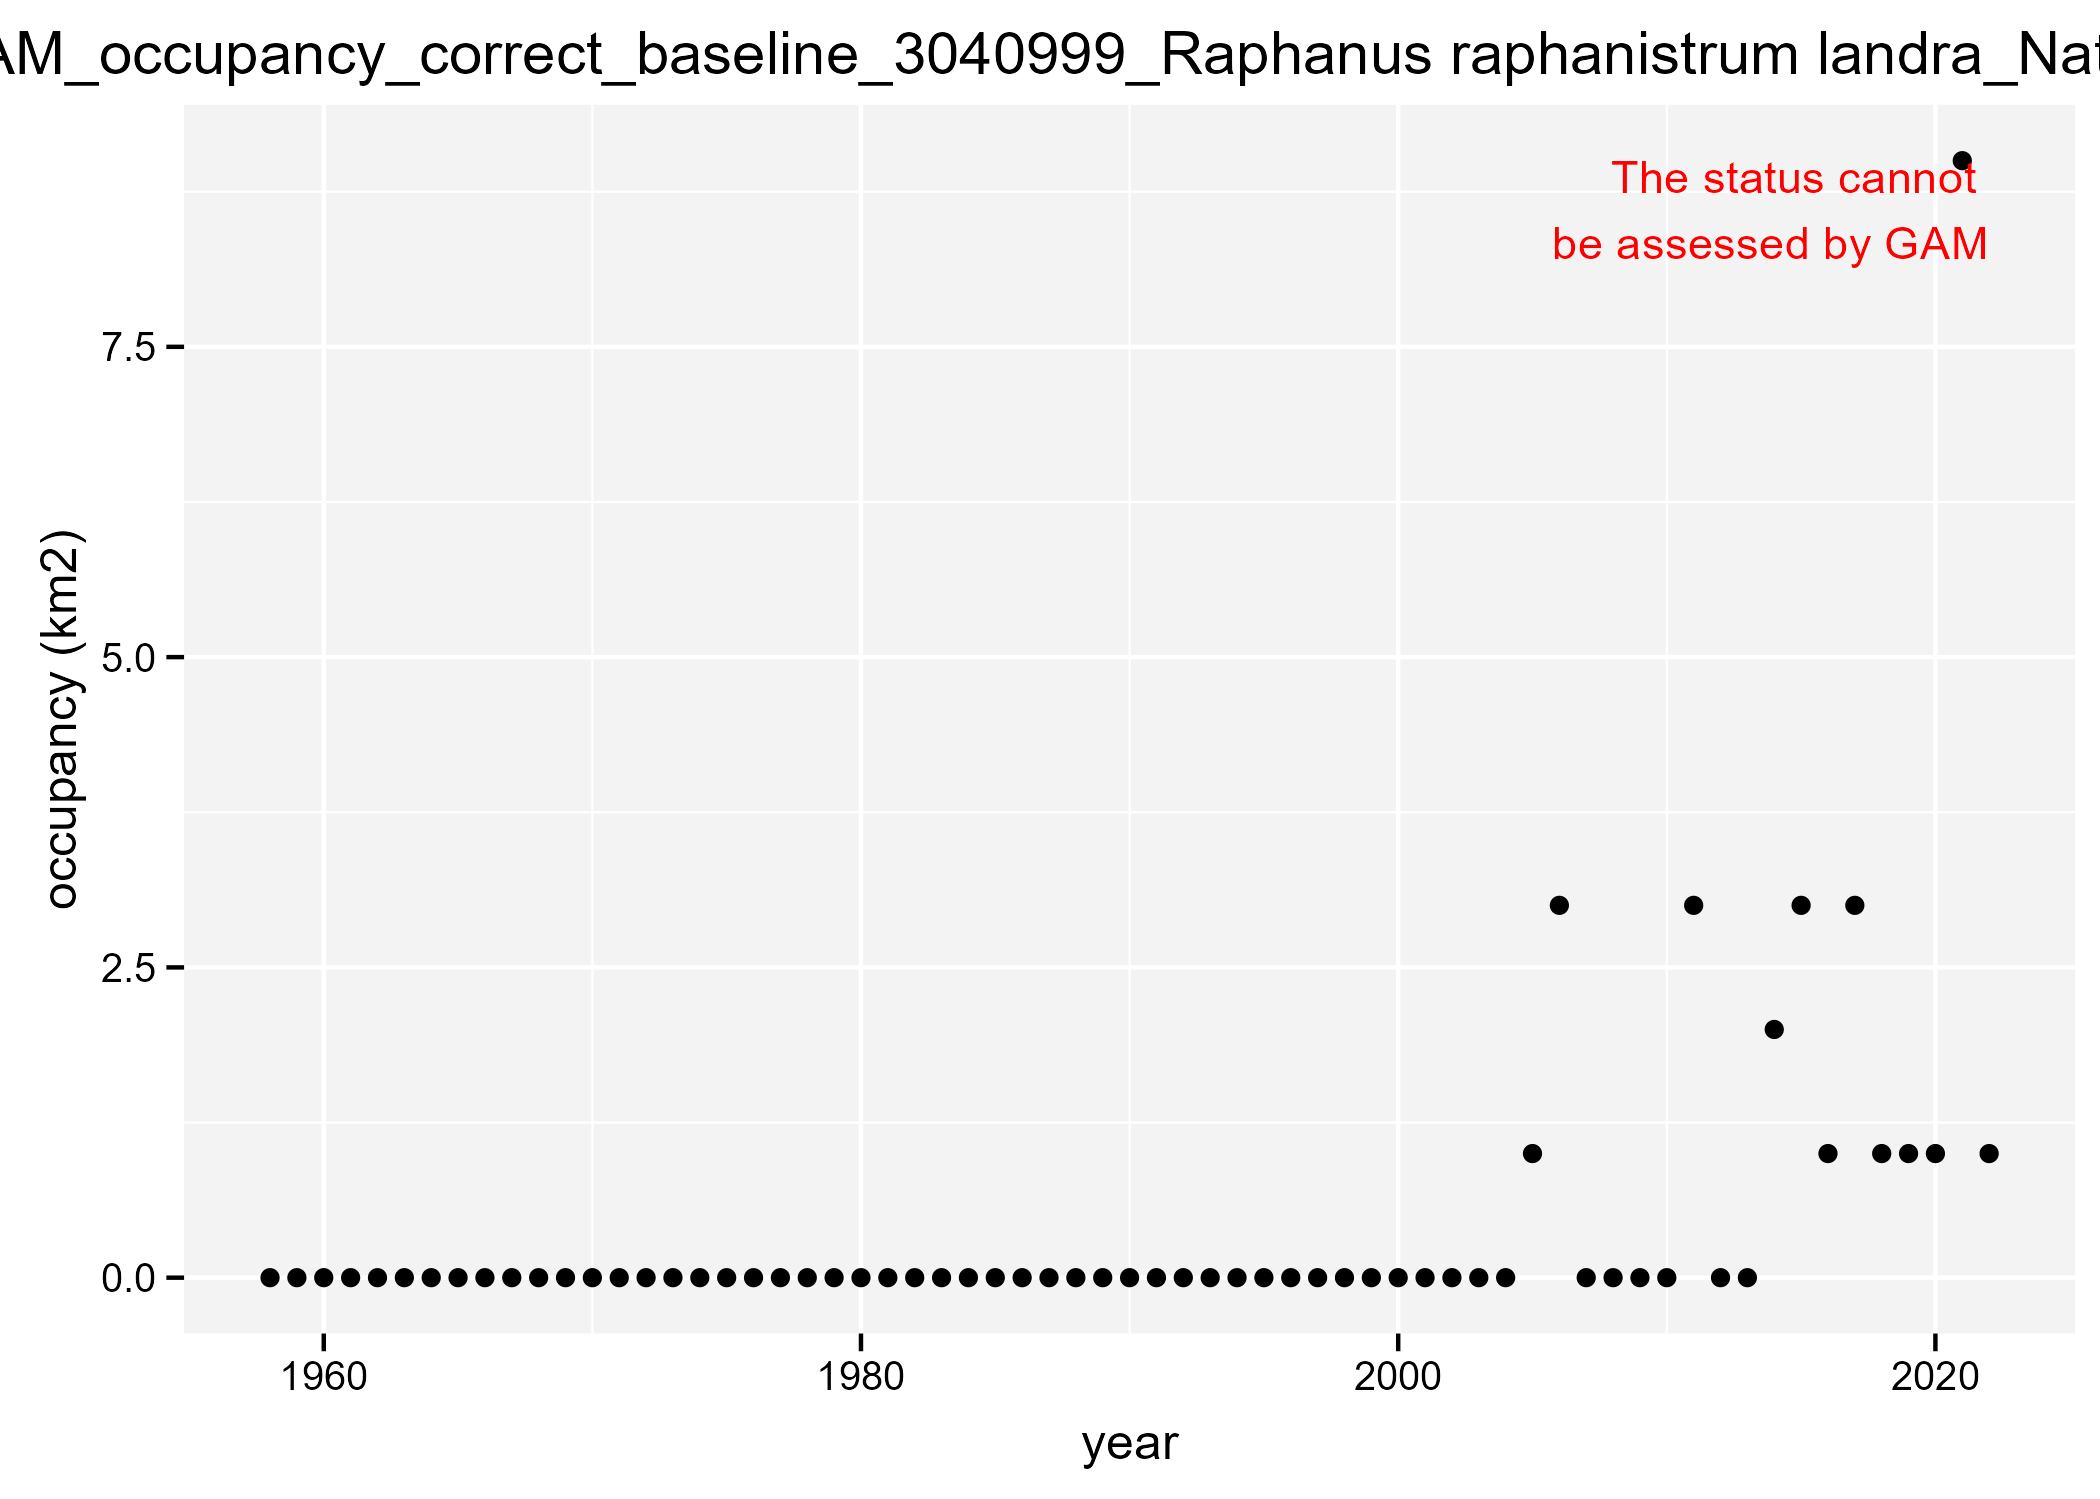 AM_occupancy_correct_baseline_3040999_Raphanus raphanistrum landra_Nat
The status cannot
be assessed by GAM
7.5
5.0
2.5
0.0
occupancy (km2)
1960 1980 2000 2020
year